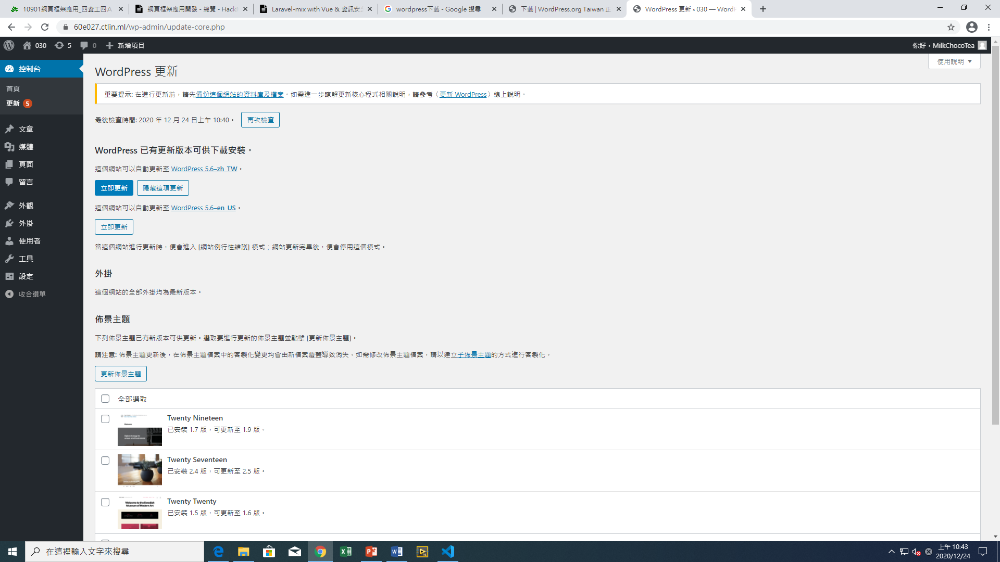 10901網頁框架應用_四資工四A
網頁框架應用開發 - 總覽 - Hack
Laravel-mix with Vue & 資訊安
wordpress下載 - Google 搜尋
下載 | WordPress.org Taiwan 正
WordPress 更新 ‹ 030 — WordP
60e027.ctlin.ml/wp-admin/update-core.php
030
5
0
新增項目
你好，MilkChocoTea
控制台
首頁
更新 5
文章
媒體
頁面
留言
外觀
外掛
使用者
工具
設定
收合選單
使用說明
WordPress 更新
重要提示: 在進行更新前，請先備份這個網站的資料庫及檔案。如需進一步瞭解更新核心程式相關說明，請參考〈更新 WordPress〉線上說明。
最後檢查時間: 2020 年 12 月 24 日上午 10:40。 再次檢查
WordPress 已有更新版本可供下載安裝。
這個網站可以自動更新至 WordPress 5.6–zh_TW。
立即更新 隱藏這項更新
這個網站可以自動更新至 WordPress 5.6–en_US。
立即更新
當這個網站進行更新時，便會進入 [網站例行性維護] 模式；網站更新完畢後，便會停用這個模式。
外掛
這個網站的全部外掛均為最新版本。
佈景主題
下列佈景主題已有新版本可供更新。選取要進行更新的佈景主題並點擊 [更新佈景主題]。
請注意: 佈景主題更新後，在佈景主題檔案中的客製化變更均會由新檔案覆蓋導致消失。如需修改佈景主題檔案，請以建立子佈景主題的方式進行客製化。
更新佈景主題
全部選取
Twenty Nineteen
已安裝 1.7 版，可更新至 1.9 版。
Welcome
Digital strategy for
unique small businesses
Twenty Seventeen
已安裝 2.4 版，可更新至 2.5 版。
Twenty Twenty
已安裝 1.5 版，可更新至 1.6 版。
Welcome to the Swedish
Museum of Modern Art
在這裡輸入文字來搜尋
上午 10:43
2020/12/24